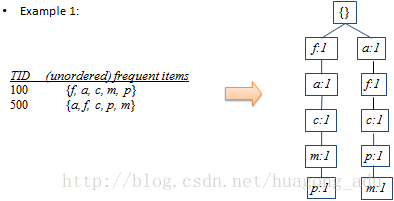 • Example 1:
TID (unordered) frequent items
100 {f, a, c, m, p}
500 {a, f, c, p, m}
{}
f:1 a:1
a:1 f:1
c:1 c:1
m:1 p:1
p:1 m:1
http://blog.csdn.net/huagong_adu